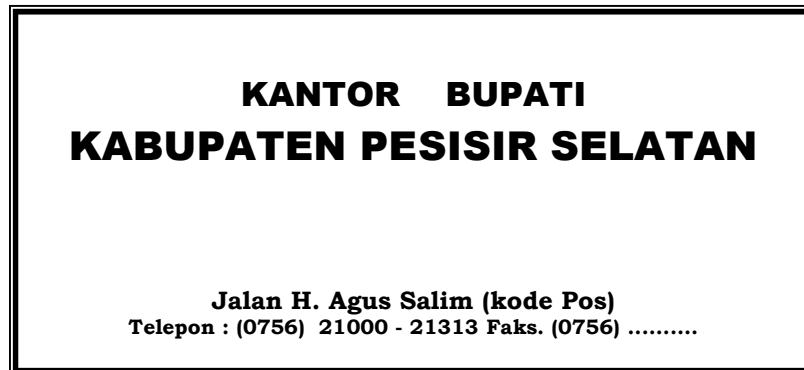 KANTOR BUPATI
KABUPATEN PESISIR SELATAN
Jalan H. Agus Salim (kode Pos)
Telepon : (0756) 21000 - 21313 Faks. (0756) ..........